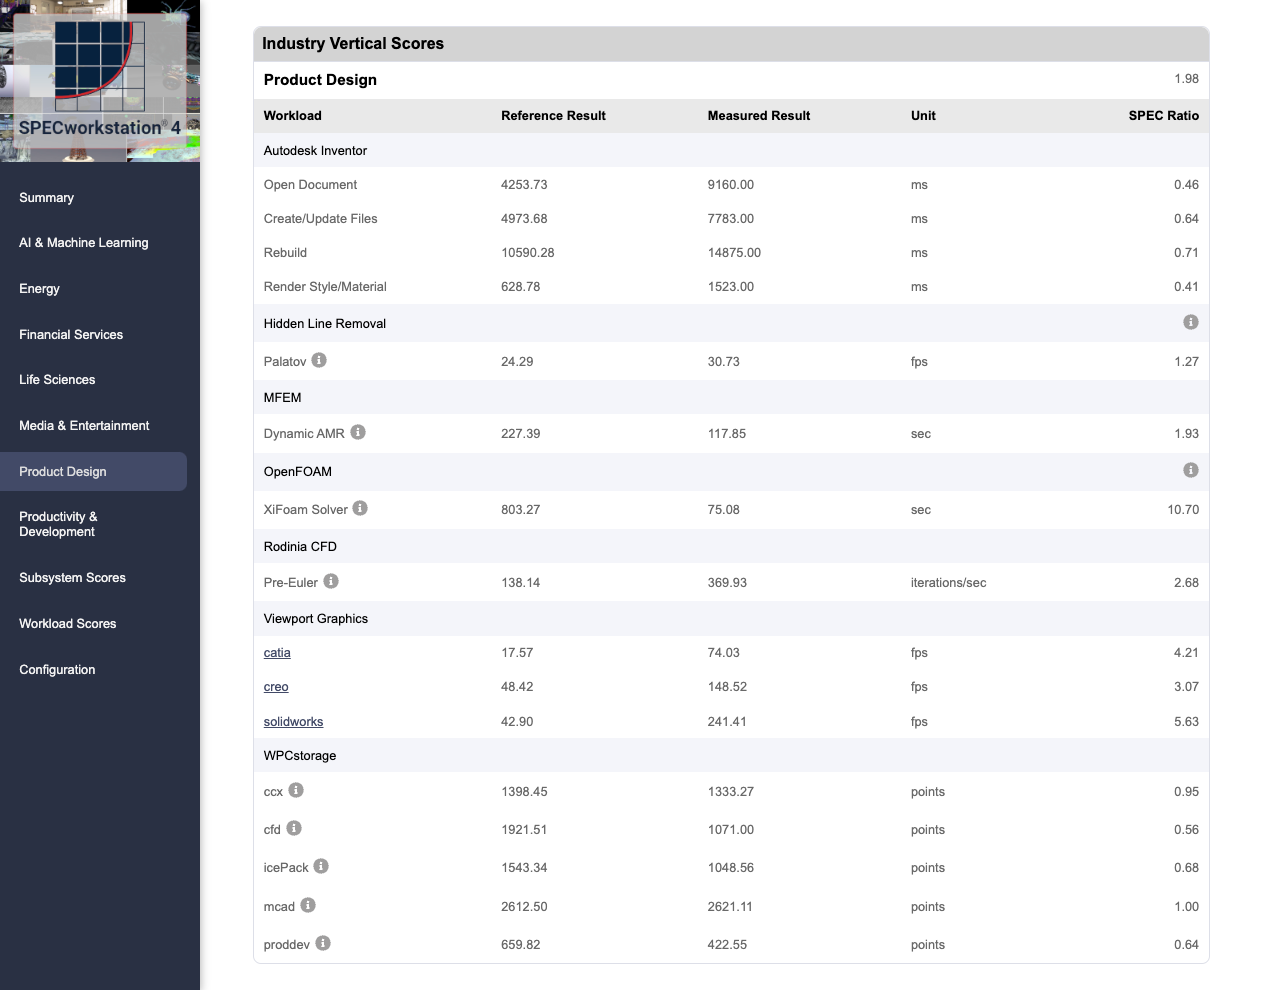 SPECworkstation® 4
Summary
AI & Machine Learning
Energy
Financial Services
Life Sciences
Media & Entertainment
Product Design
Productivity &
Development
Subsystem Scores
Workload Scores
Configuration
Industry Vertical Scores
Product Design 1.98
Workload Reference Result Measured Result Unit SPEC Ratio
Autodesk Inventor
Open Document 4253.73 9160.00 ms 0.46
Create/Update Files 4973.68 7783.00 ms 0.64
Rebuild 10590.28 14875.00 ms 0.71
Render Style/Material 628.78 1523.00 ms 0.41
Hidden Line Removal
Palatov 24.29 30.73 fps 1.27
MFEM
Dynamic AMR 227.39 117.85 sec 1.93
OpenFOAM
XiFoam Solver 803.27 75.08 sec 10.70
Rodinia CFD
Pre-Euler 138.14 369.93 iterations/sec 2.68
Viewport Graphics
catia 17.57 74.03 fps 4.21
creo 48.42 148.52 fps 3.07
solidworks 42.90 241.41 fps 5.63
WPCstorage
ccx 1398.45 1333.27 points 0.95
cfd 1921.51 1071.00 points 0.56
icePack 1543.34 1048.56 points 0.68
mcad 2612.50 2621.11 points 1.00
proddev 659.82 422.55 points 0.64